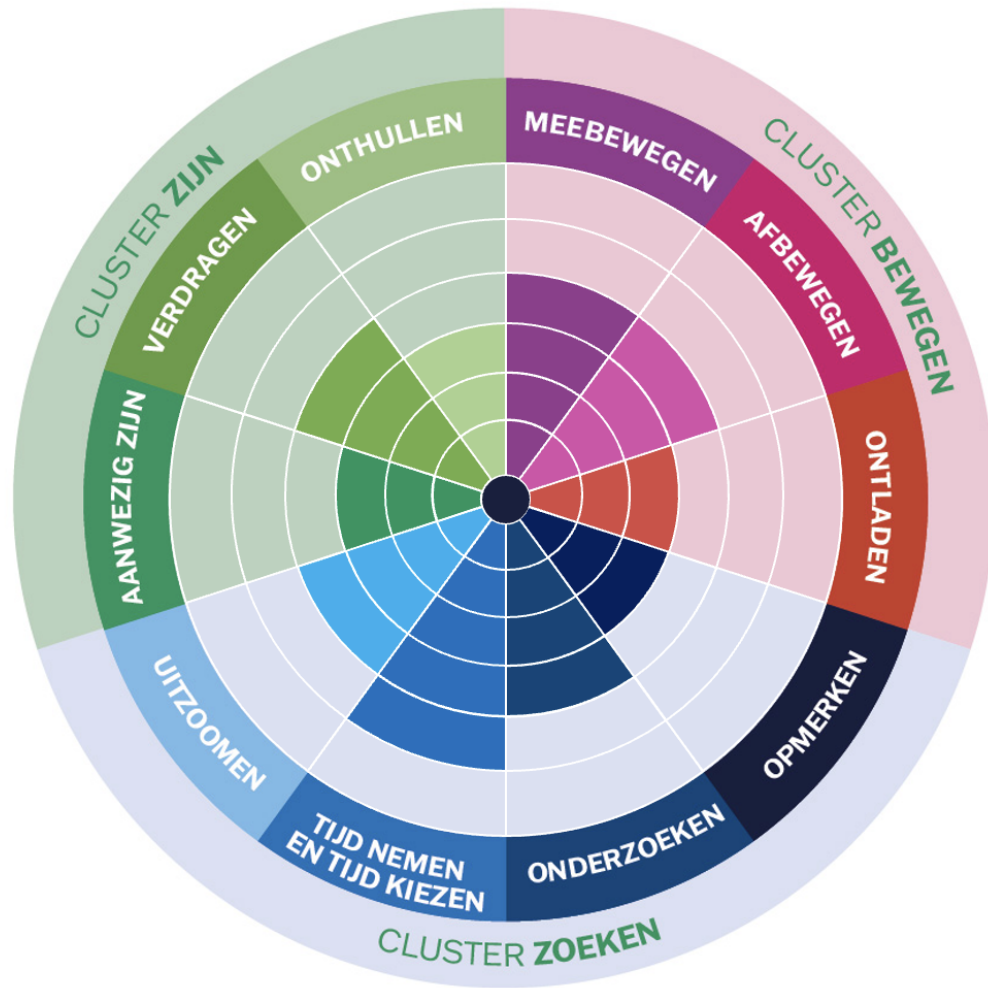 CLUSTER ZIJN
ONTHULLEN
VERDRAGEN
AANWEZIG ZIJN
CLUSTER BEWEGEN
MEEBEWEGEN
AFBEWEGEN
ONTLADEN
CLUSTER ZOEKEN
OPMERKEN
ONDERZOEKEN
TIJD NEMEN
EN TIJD KIEZEN
UITZOOMEN